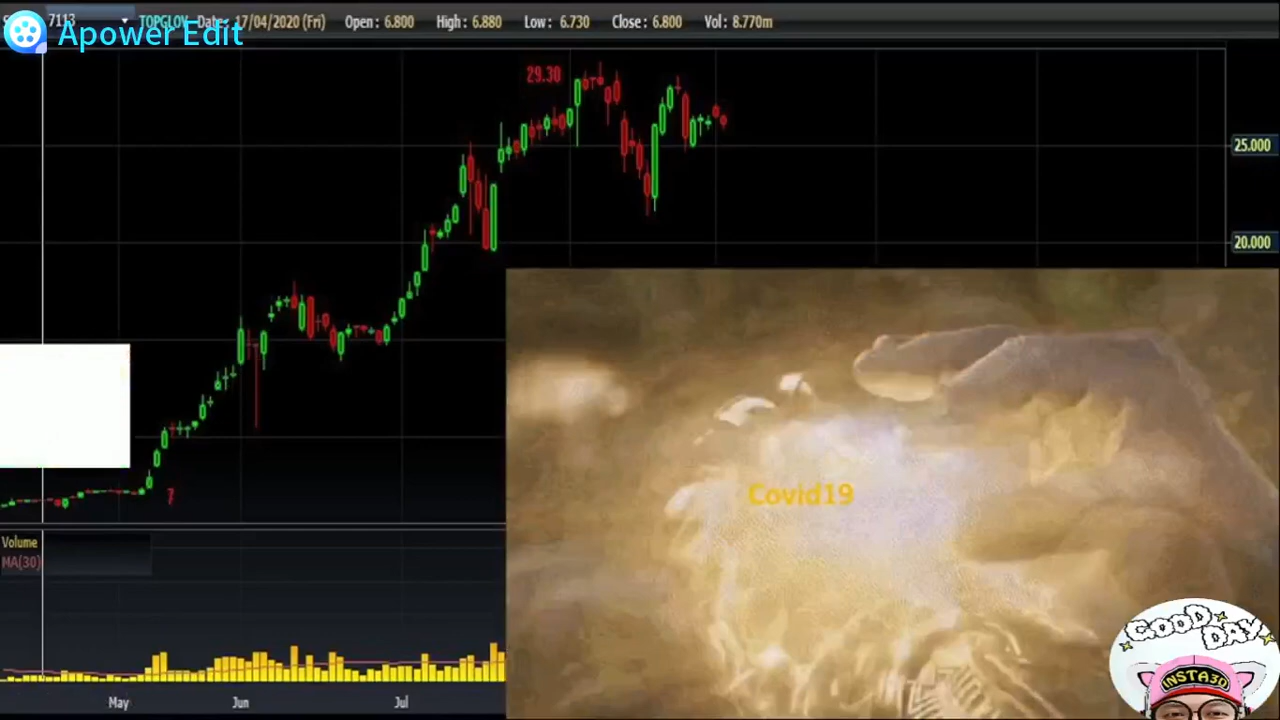 7113 TOPGLOV Date: 17/04/2020 (Fri) Open: 6.800 High: 6.880 Low: 6.730 Close: 6.800 Vol: 8.770m
Apower Edit
29.30
25.000
20.000
7
Covid19
Volume
MA(30)
May Jun Jul
GOOD
DAY!
INSTA30